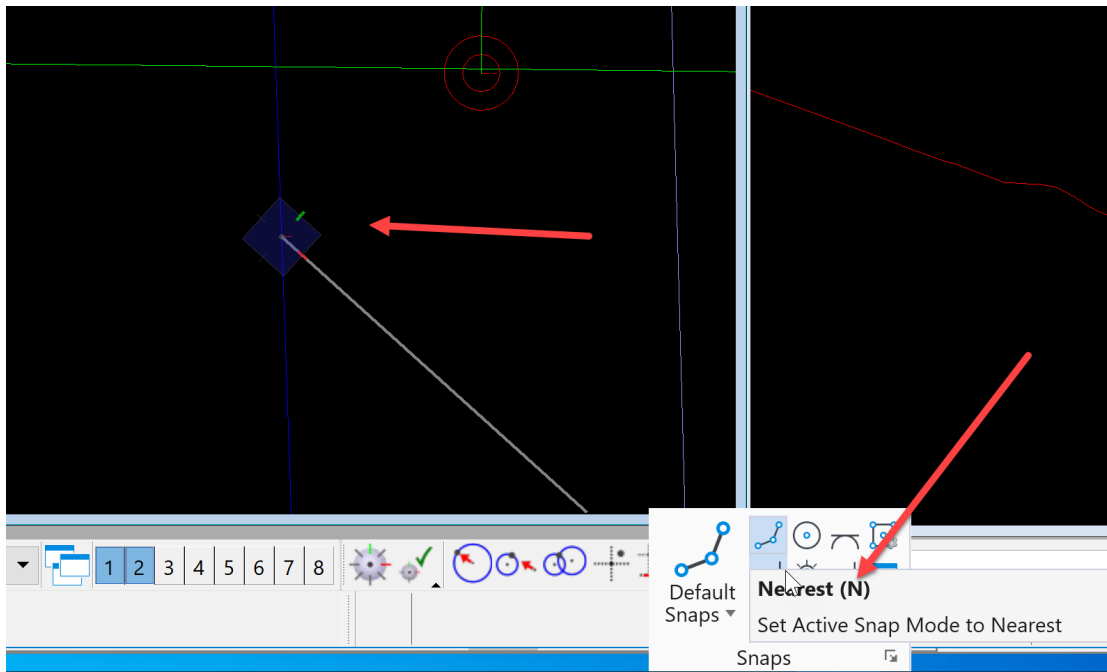 1 2 3 4 5 6 7 8
Default
Snaps
Nearest (N)
Set Active Snap Mode to Nearest
Snaps